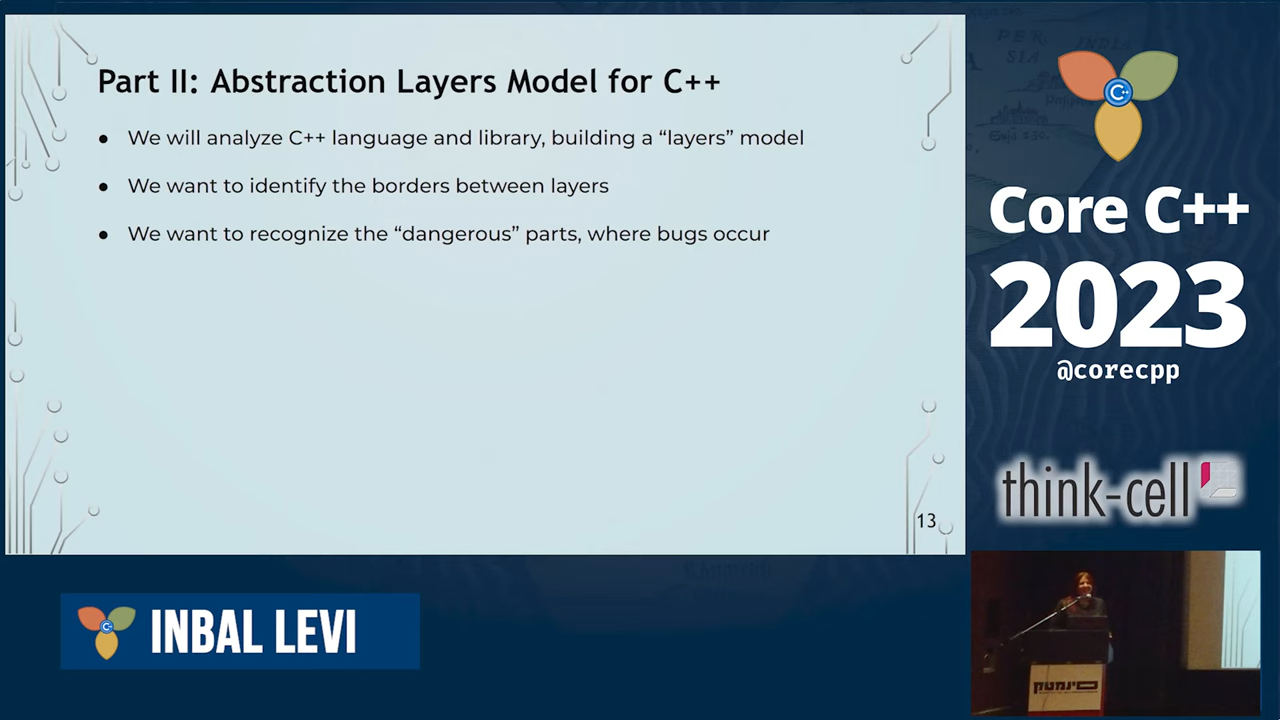 Part II: Abstraction Layers Model for C++
● We will analyze C++ language and library, building a “layers” model
● We want to identify the borders between layers
● We want to recognize the “dangerous” parts, where bugs occur
13
INBAL LEVI
C++
Core C++
2023
@corecpp
think-cell
סינמטק